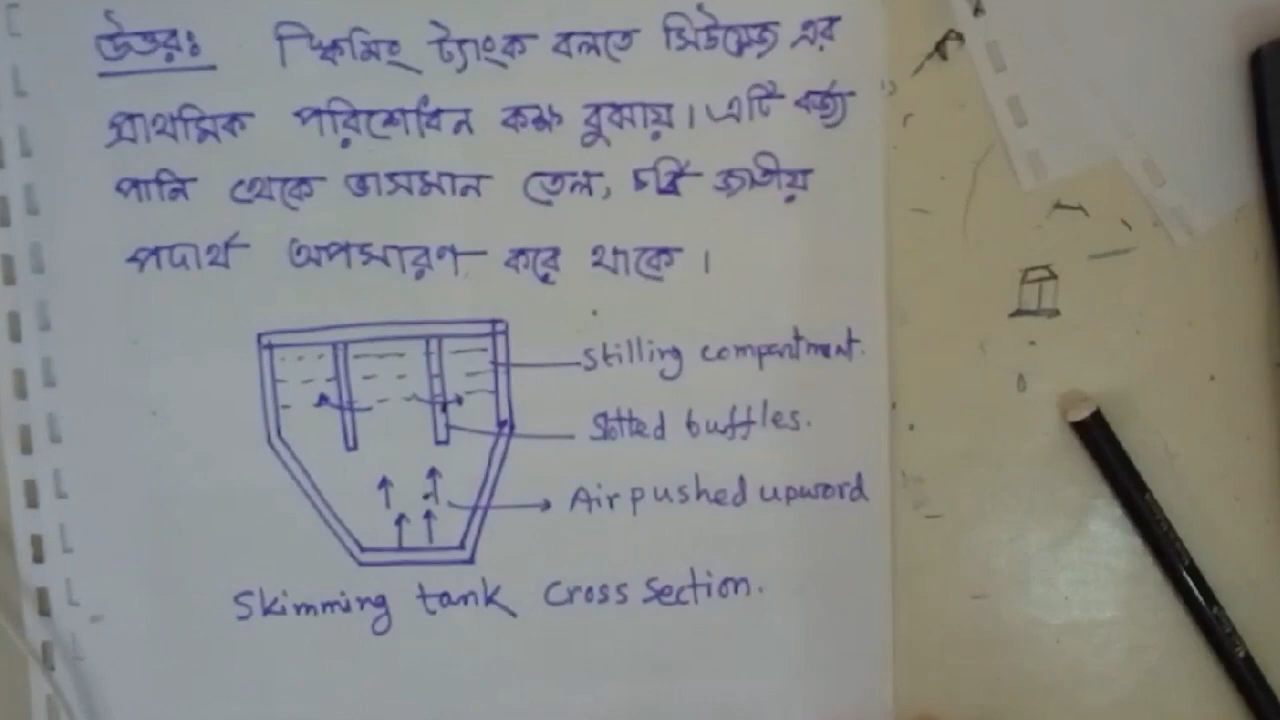 উত্তরঃ স্কিমিং ট্যাংক বলতে সিউয়েজ এর
প্রাথমিক পরিশোধন কক্ষ বুঝায়। এটি বর্জ্য
পানি থেকে ভাসমান তেল, চর্বি জাতীয়
পদার্থ অপসারণ করে থাকে।
Stilling compartment.
Slotted buffles.
Air pushed upword
Skimming tank cross section.